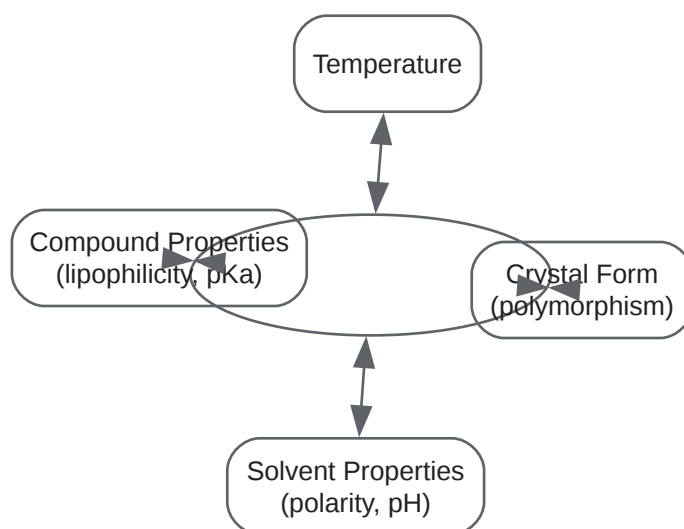 Temperature
Compound Properties
(lipophilicity, pKa)
Crystal Form
(polymorphism)
Solvent Properties
(polarity, pH)